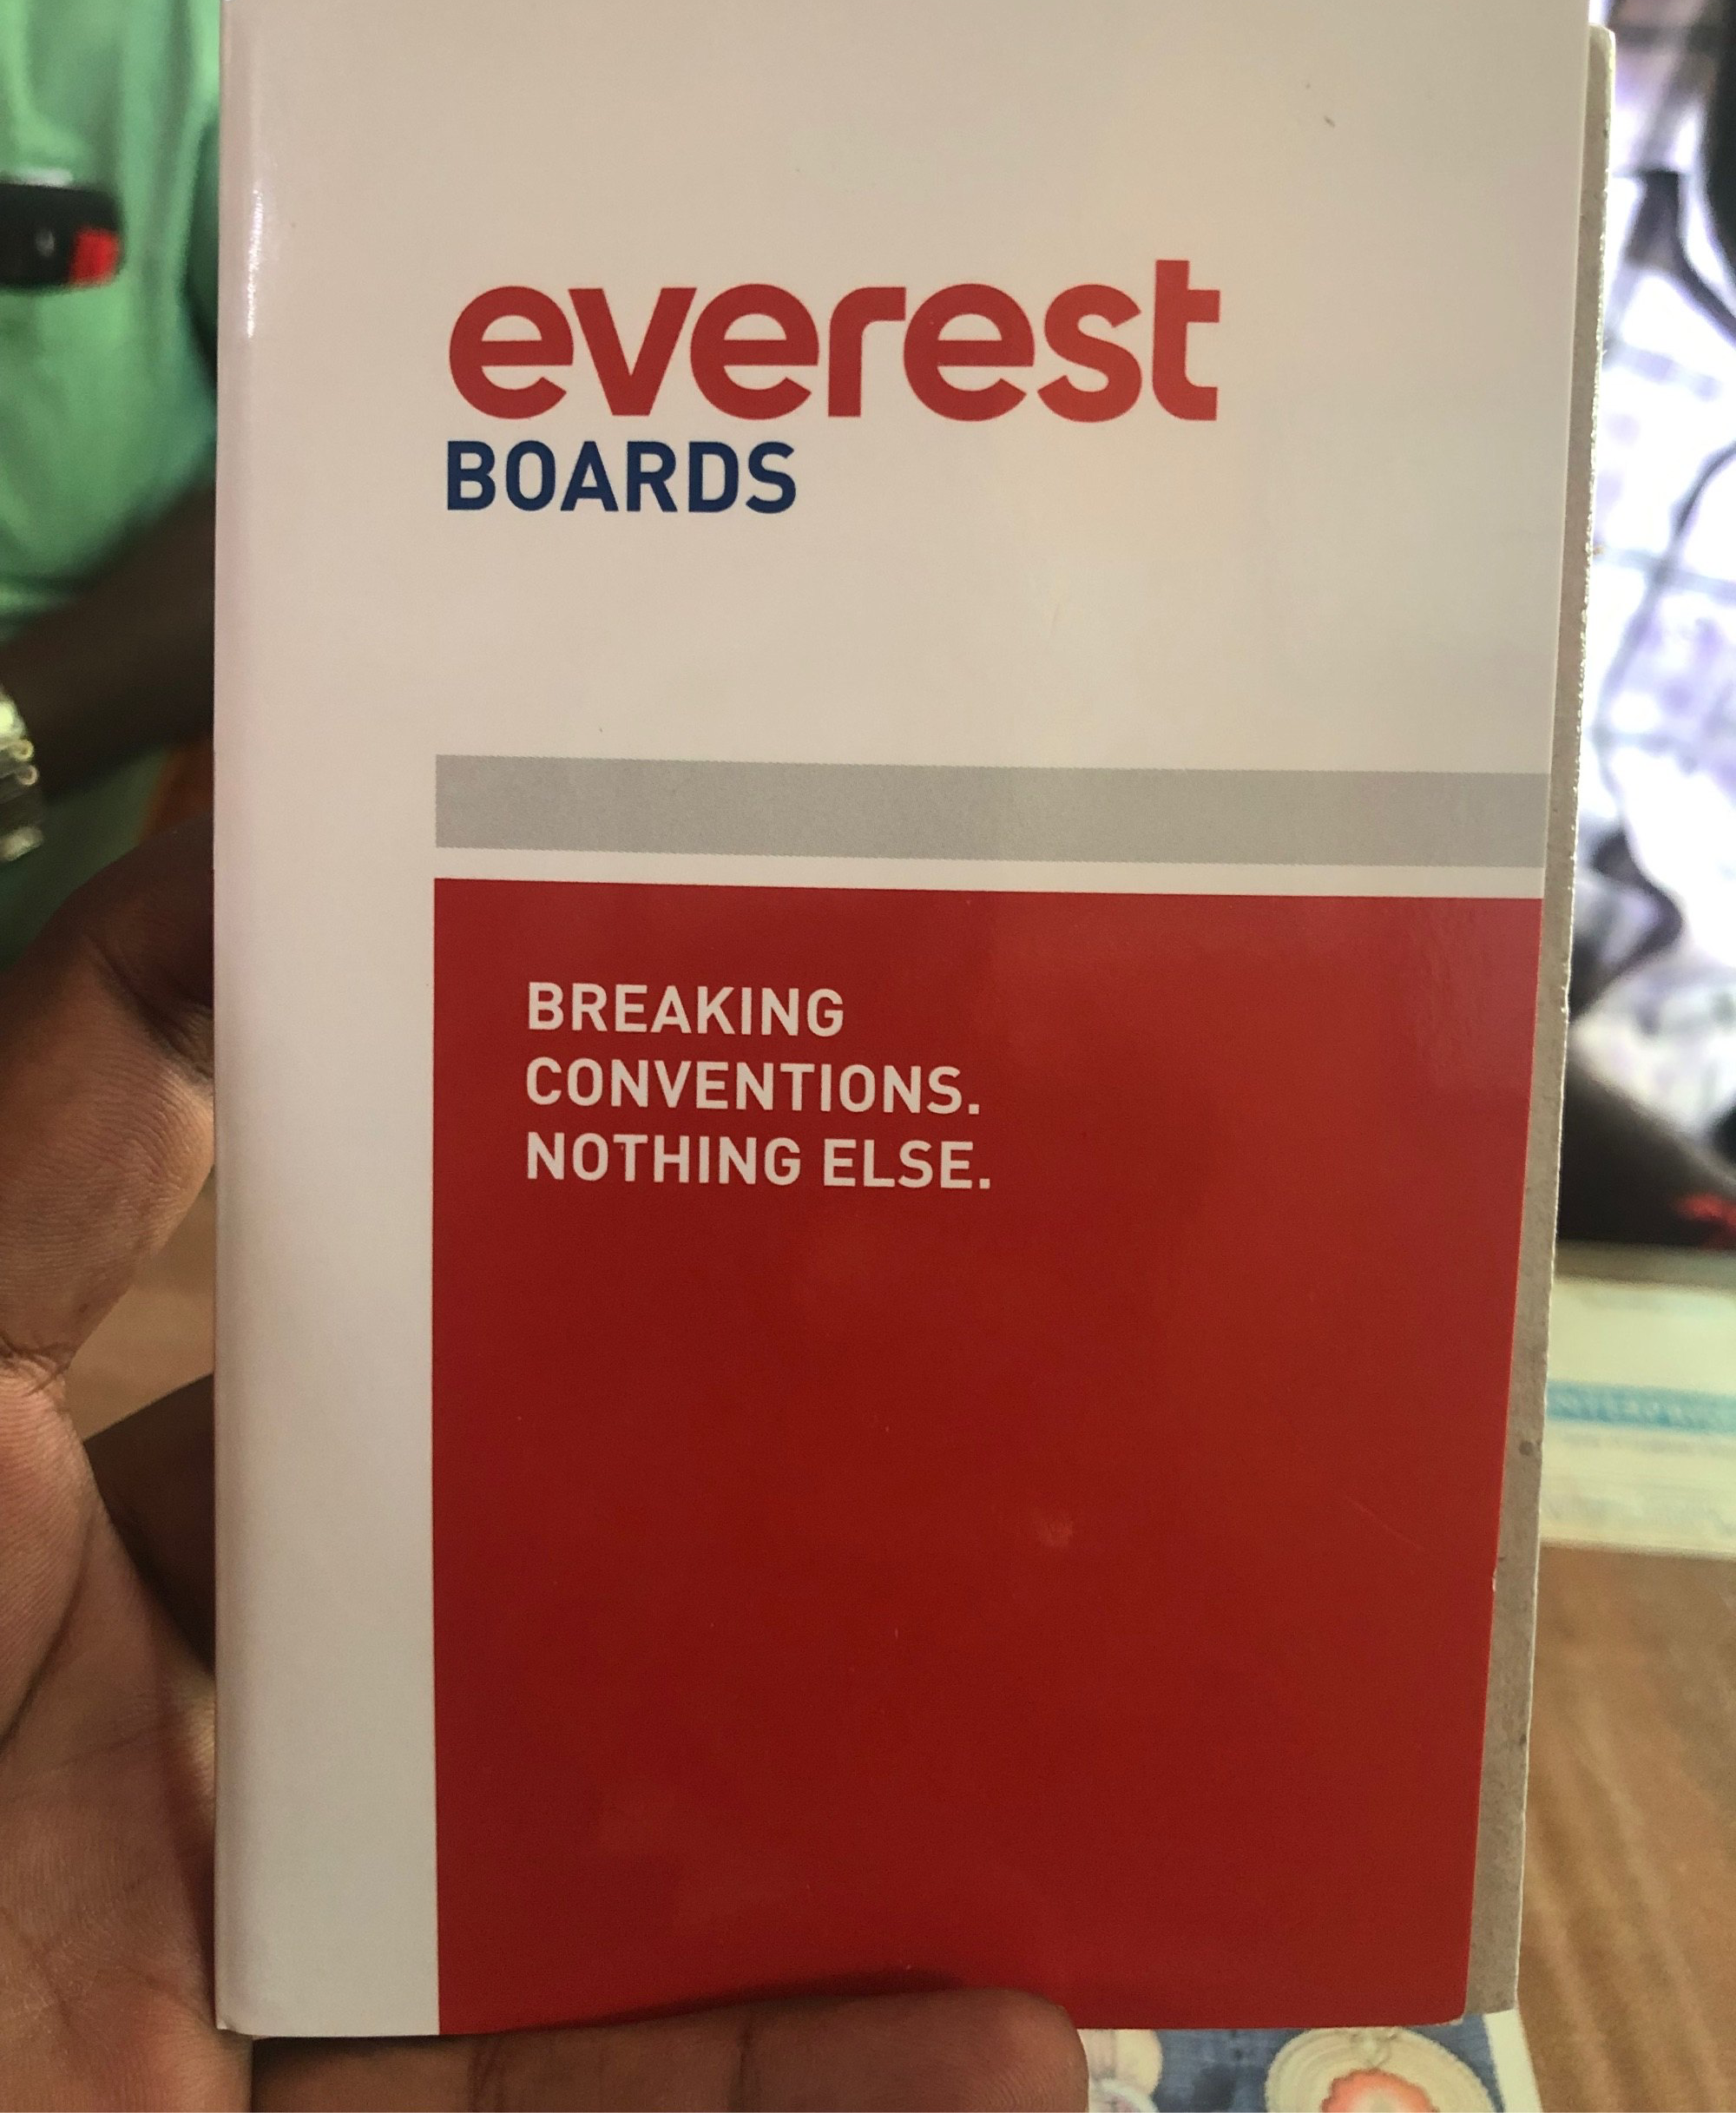 everest
BOARDS
BREAKING
CONVENTIONS.
NOTHING ELSE.